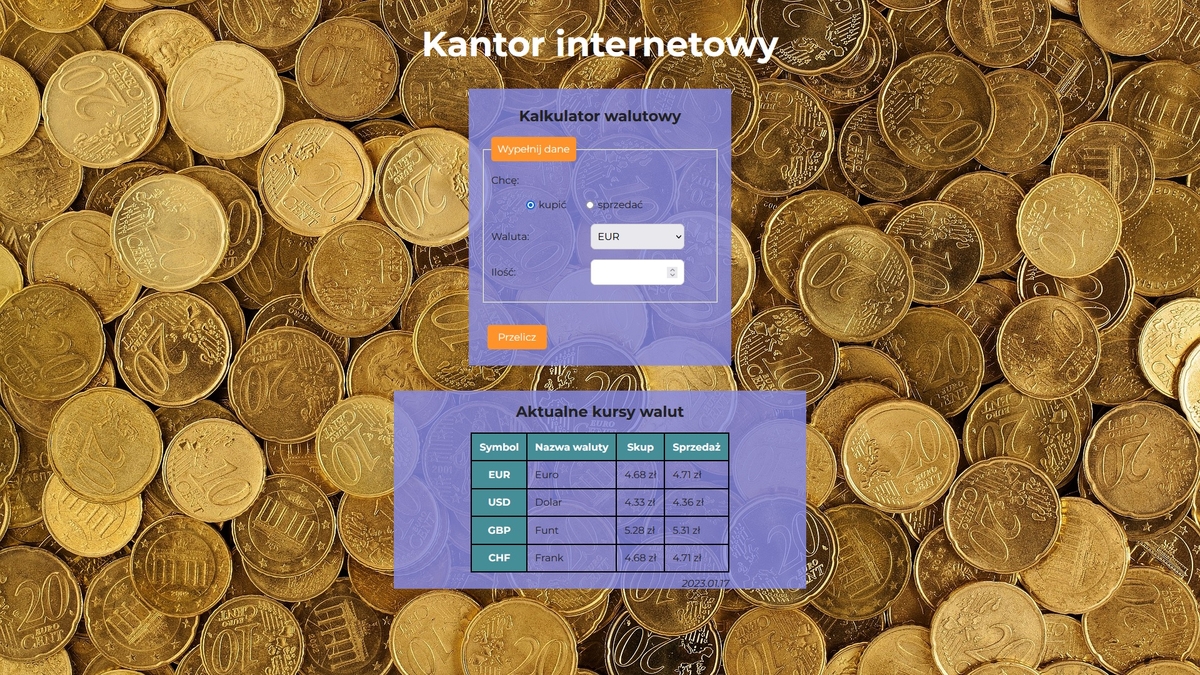 Kantor internetowy
Kalkulator walutowy
Wypełnij dane
Chcę:
kupić sprzedać
Waluta: EUR
Ilość:
Przelicz
Aktualne kursy walut
Symbol Nazwa waluty Skup Sprzedaż
EUR Euro 4.68 zł 4.71 zł
USD Dolar 4.33 zł 4.36 zł
GBP Funt 5.28 zł 5.31 zł
CHF Frank 4.68 zł 4.71 zł
2023.01.17